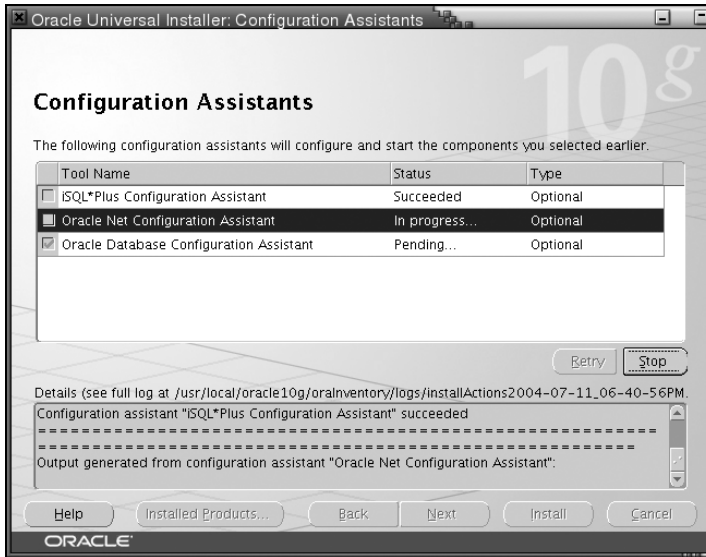 Oracle Universal Installer: Configuration Assistants
10g
Configuration Assistants
The following configuration assistants will configure and start the components you selected earlier.
Tool Name Status Type
iSQL*Plus Configuration Assistant Succeeded Optional
Oracle Net Configuration Assistant In progress... Optional
Oracle Database Configuration Assistant Pending... Optional
Retry Stop
Details (see full log at /usr/local/oracle10g/oraInventory/logs/installActions2004-07-11_06-40-56PM.
Configuration assistant "iSQL*Plus Configuration Assistant" succeeded
Output generated from configuration assistant "Oracle Net Configuration Assistant":
Help Installed Products... Back Next Install Cancel
ORACLE